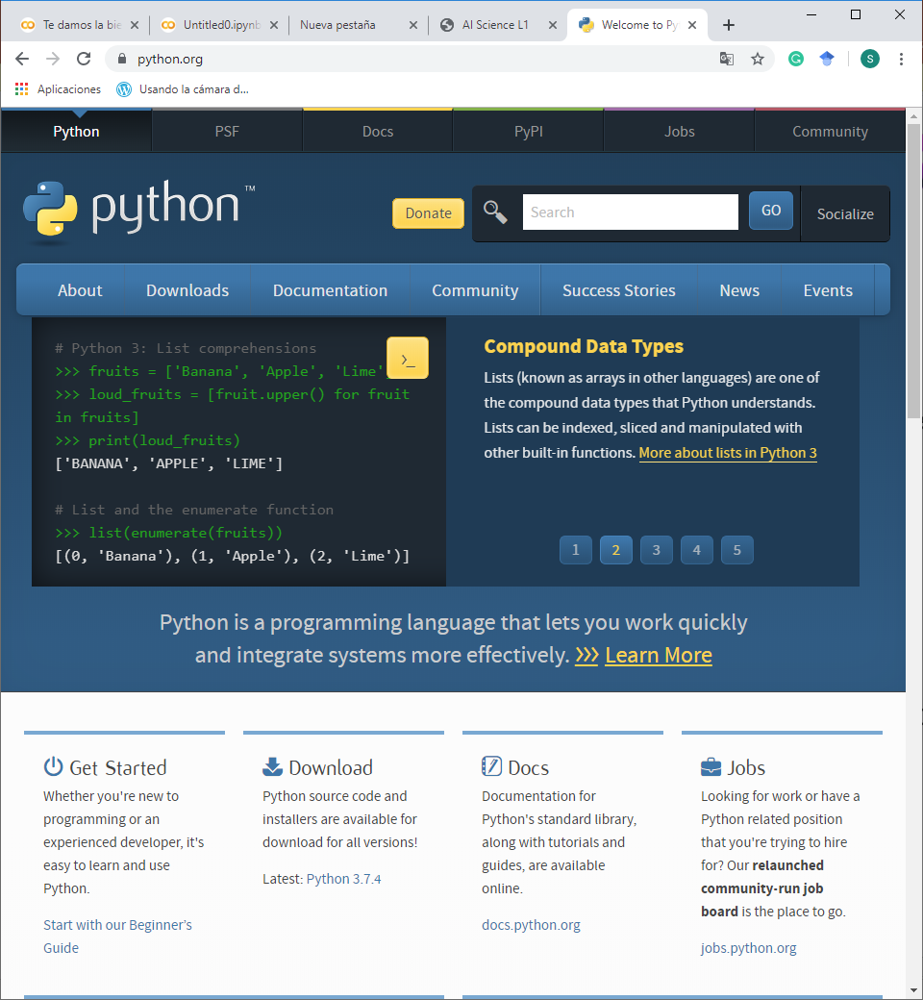 Te damos la bie
Untitled0.ipynb
Nueva pestaña
AI Science L1
Welcome to Py
python.org
S
Aplicaciones
Usando la cámara d...
Python
PSF
Docs
PyPI
Jobs
Community
python™
Donate
Search
GO
Socialize
About
Downloads
Documentation
Community
Success Stories
News
Events
# Python 3: List comprehensions
>>> fruits = ['Banana', 'Apple', 'Lime'
>>> loud_fruits = [fruit.upper() for fruit
in fruits]
>>> print(loud_fruits)
['BANANA', 'APPLE', 'LIME']
# List and the enumerate function
>>> list(enumerate(fruits))
[(0, 'Banana'), (1, 'Apple'), (2, 'Lime')]
>_
Compound Data Types
Lists (known as arrays in other languages) are one of
the compound data types that Python understands.
Lists can be indexed, sliced and manipulated with
other built-in functions. More about lists in Python 3
1
2
3
4
5
Python is a programming language that lets you work quickly
and integrate systems more effectively. >>> Learn More
Get Started
Whether you're new to
programming or an
experienced developer, it's
easy to learn and use
Python.
Start with our Beginner's
Guide
Download
Python source code and
installers are available for
download for all versions!
Latest: Python 3.7.4
Docs
Documentation for
Python's standard library,
along with tutorials and
guides, are available
online.
docs.python.org
Jobs
Looking for work or have a
Python related position
that you're trying to hire
for? Our relaunched
community-run job
board is the place to go.
jobs.python.org